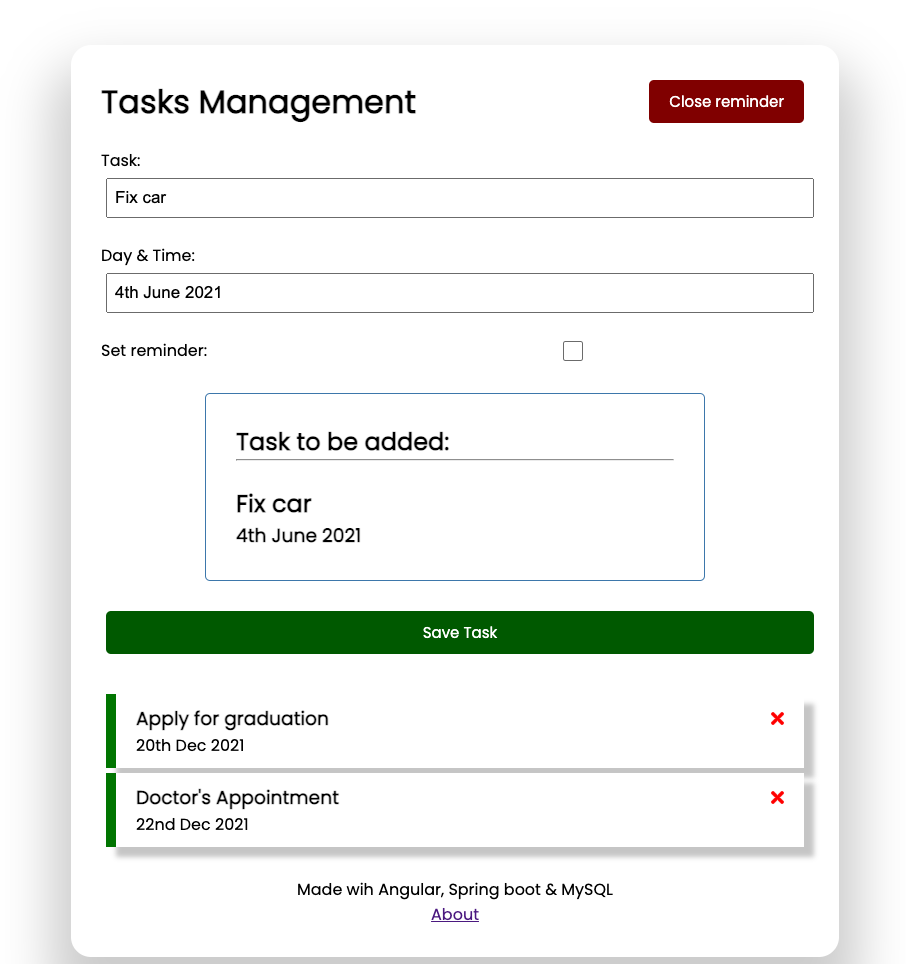 Tasks Management
Close reminder
Task:
Fix car
Day & Time:
4th June 2021
Set reminder:
Task to be added:
Fix car
4th June 2021
Save Task
Apply for graduation
20th Dec 2021
Doctor's Appointment
22nd Dec 2021
Made wih Angular, Spring boot & MySQL
About